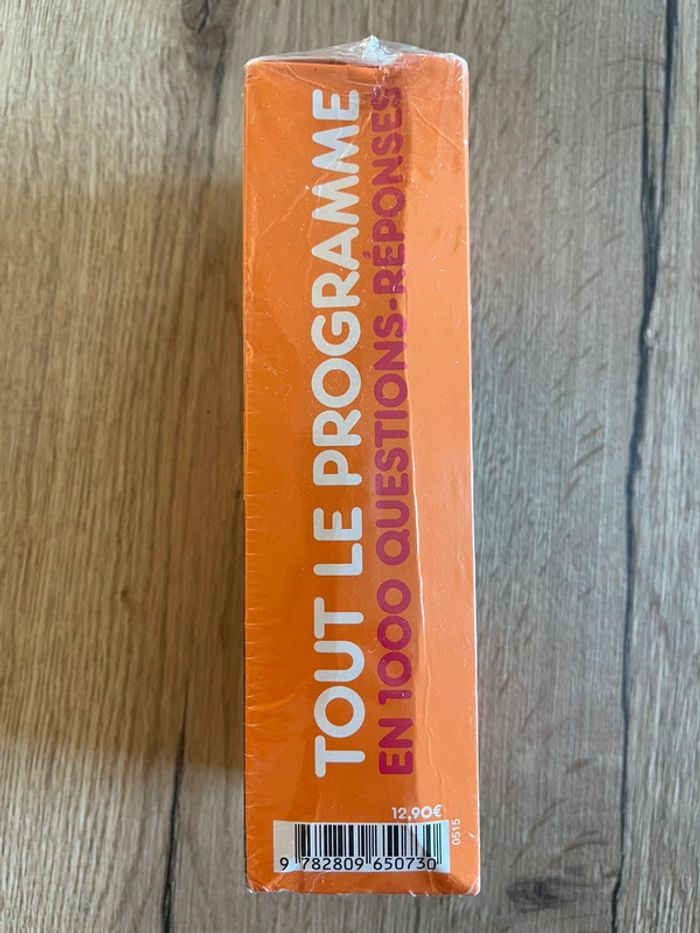 TOUT LE PROGRAMME
EN 1000 QUESTIONS-RÉPONSES
12,90€
9 782809 650730
0515